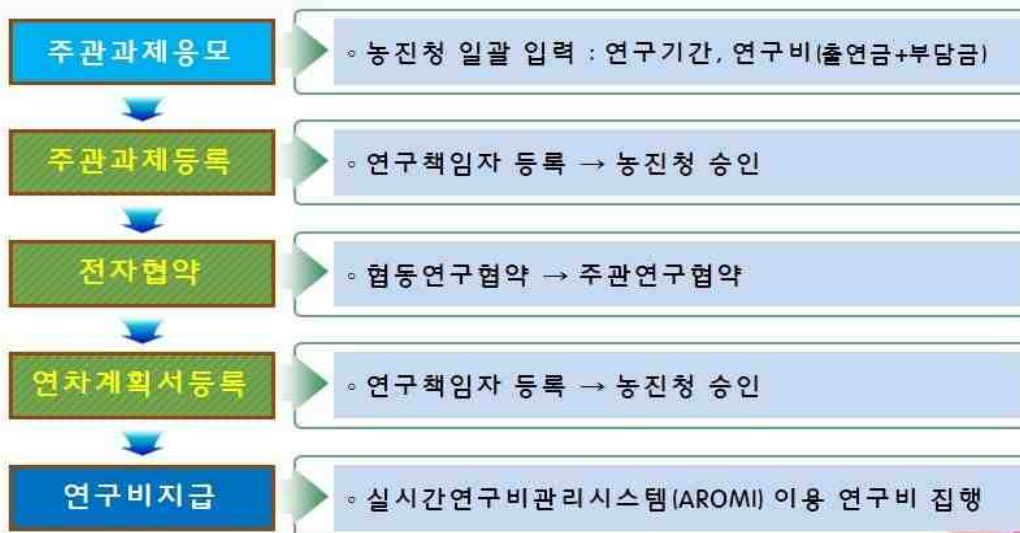 주관과제응모
◦ 농진청 일괄 입력 : 연구기간, 연구비(출연금+부담금)
주관과제등록
◦ 연구책임자 등록 → 농진청 승인
전자협약
◦ 협동연구협약 → 주관연구협약
연차계획서등록
◦ 연구책임자 등록 → 농진청 승인
연구비지급
◦ 실시간연구비관리시스템(AROMI) 이용 연구비 집행